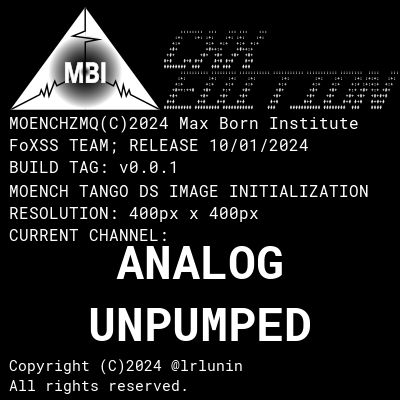 MBI
MOENCHZMQ(C)2024 Max Born Institute
FoXSS TEAM; RELEASE 10/01/2024
BUILD TAG: v0.0.1
MOENCH TANGO DS IMAGE INITIALIZATION
RESOLUTION: 400px x 400px
CURRENT CHANNEL:
ANALOG
UNPUMPED
Copyright (C)2024 @lrlunin
All rights reserved.